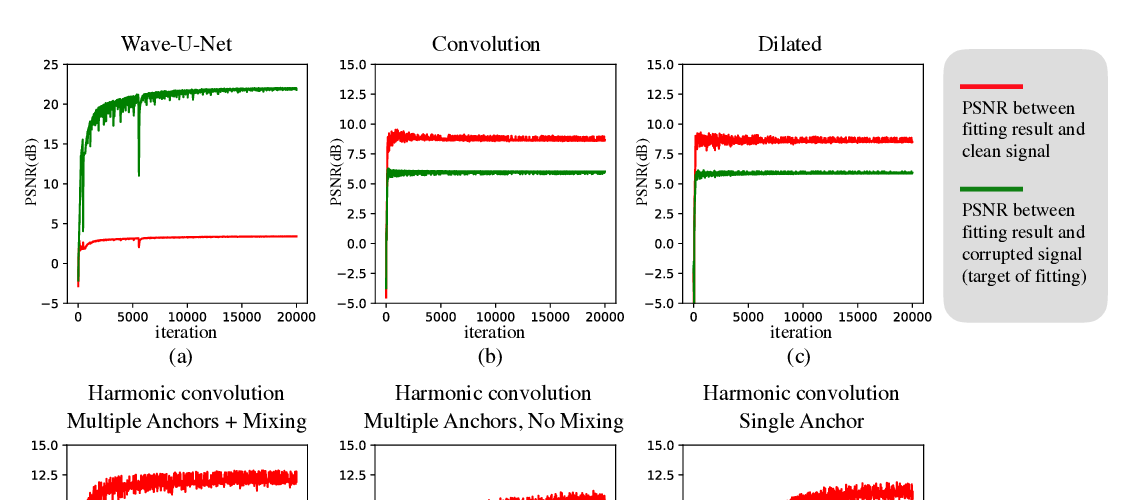 Wave-U-Net
Convolution
Dilated
25
20
15
10
5
0
−5
PSNR(dB)
0 5000 10000 15000 20000
iteration
(a)
15.0
12.5
10.0
7.5
5.0
2.5
0.0
−2.5
−5.0
PSNR(dB)
0 5000 10000 15000 20000
iteration
(b)
15.0
12.5
10.0
7.5
5.0
2.5
0.0
−2.5
−5.0
PSNR(dB)
0 5000 10000 15000 20000
iteration
(c)
PSNR between
fitting result and
clean signal
PSNR between
fitting result and
corrupted signal
(target of fitting)
Harmonic convolution
Multiple Anchors + Mixing
15.0
12.5
Harmonic convolution
Multiple Anchors, No Mixing
15.0
12.5
Harmonic convolution
Single Anchor
15.0
12.5